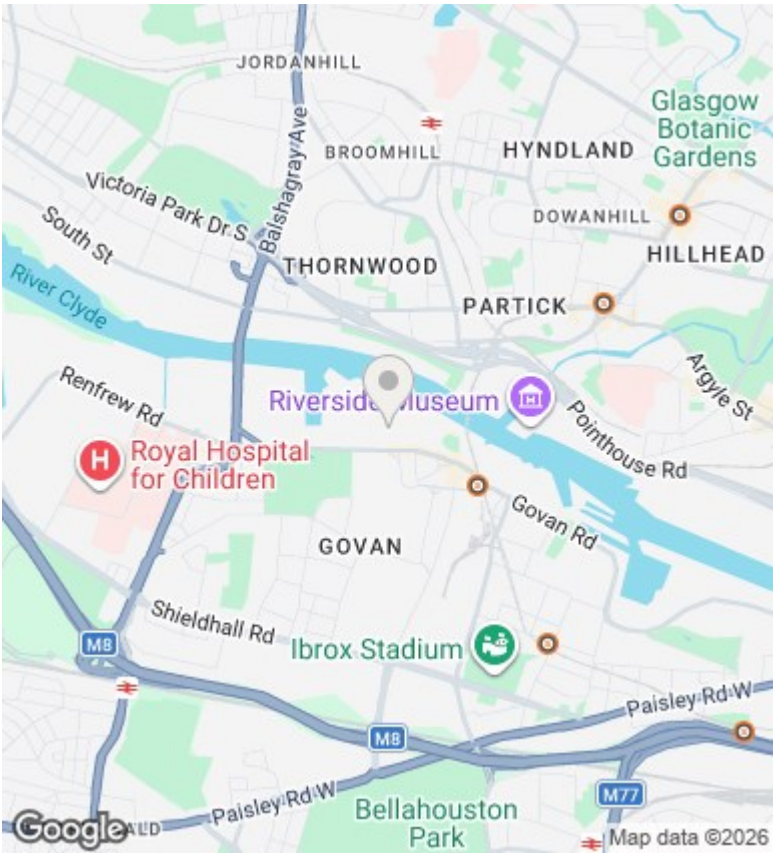 JORDANHILL
Glasgow
Botanic
Gardens
Balshagray Ave
BROOMHILL
HYNDLAND
Victoria Park Dr S
South St
DOWANHILL
HILLHEAD
THORNWOOD
River Clyde
PARTICK
Argyle St
Renfrew Rd
Riverside Museum
Pointhouse Rd
H
Royal Hospital
for Children
Govan Rd
GOVAN
Shieldhall Rd
M8
Ibrox Stadium
Paisley Rd W
M8
M77
Paisley Rd W
Bellahouston
Park
Google
ALD
Map data ©2026